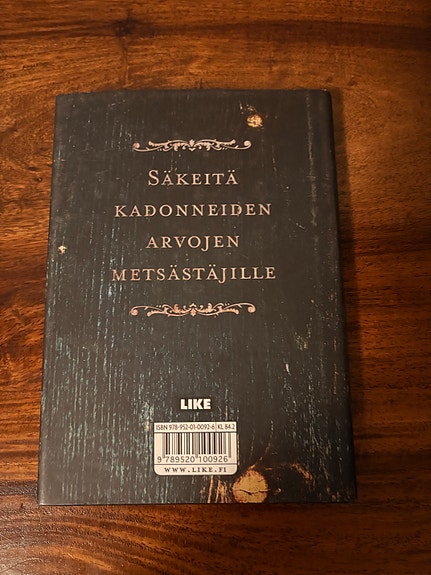 SÄKEITÄ
KADONNEIDEN
ARVOJEN
METSÄSTÄJILLE
LIKE
ISBN 978-952-01-0092-6 KL 84.2
9 789520 100926
WWW.LIKE.FI